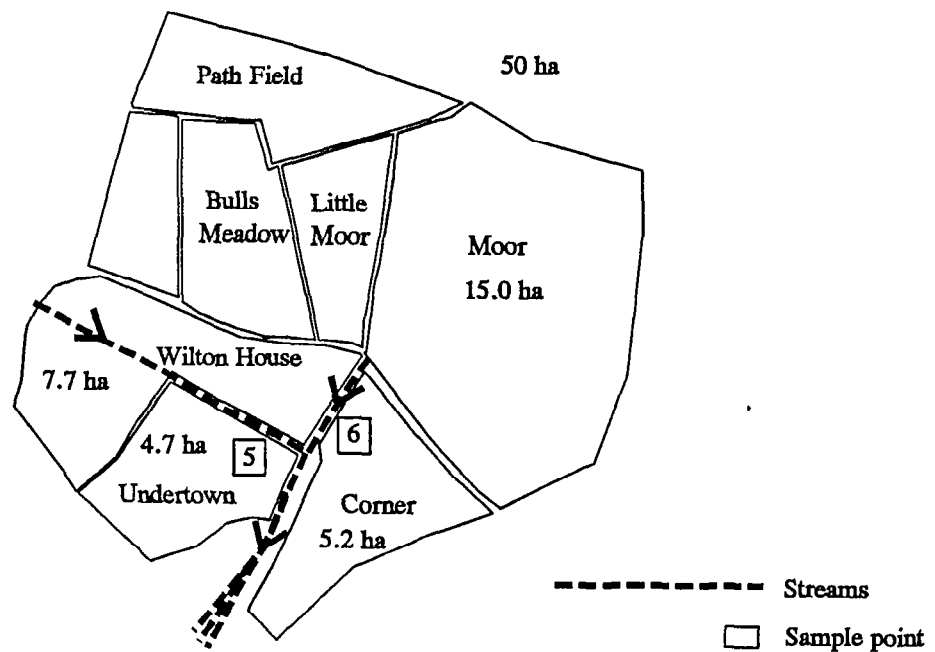 Path Field
50 ha
Bulls
Meadow
Little
Moor
Moor
15.0 ha
Wilton House
7.7 ha
4.7 ha
5
6
Undertown
Corner
5.2 ha
Streams
Sample point